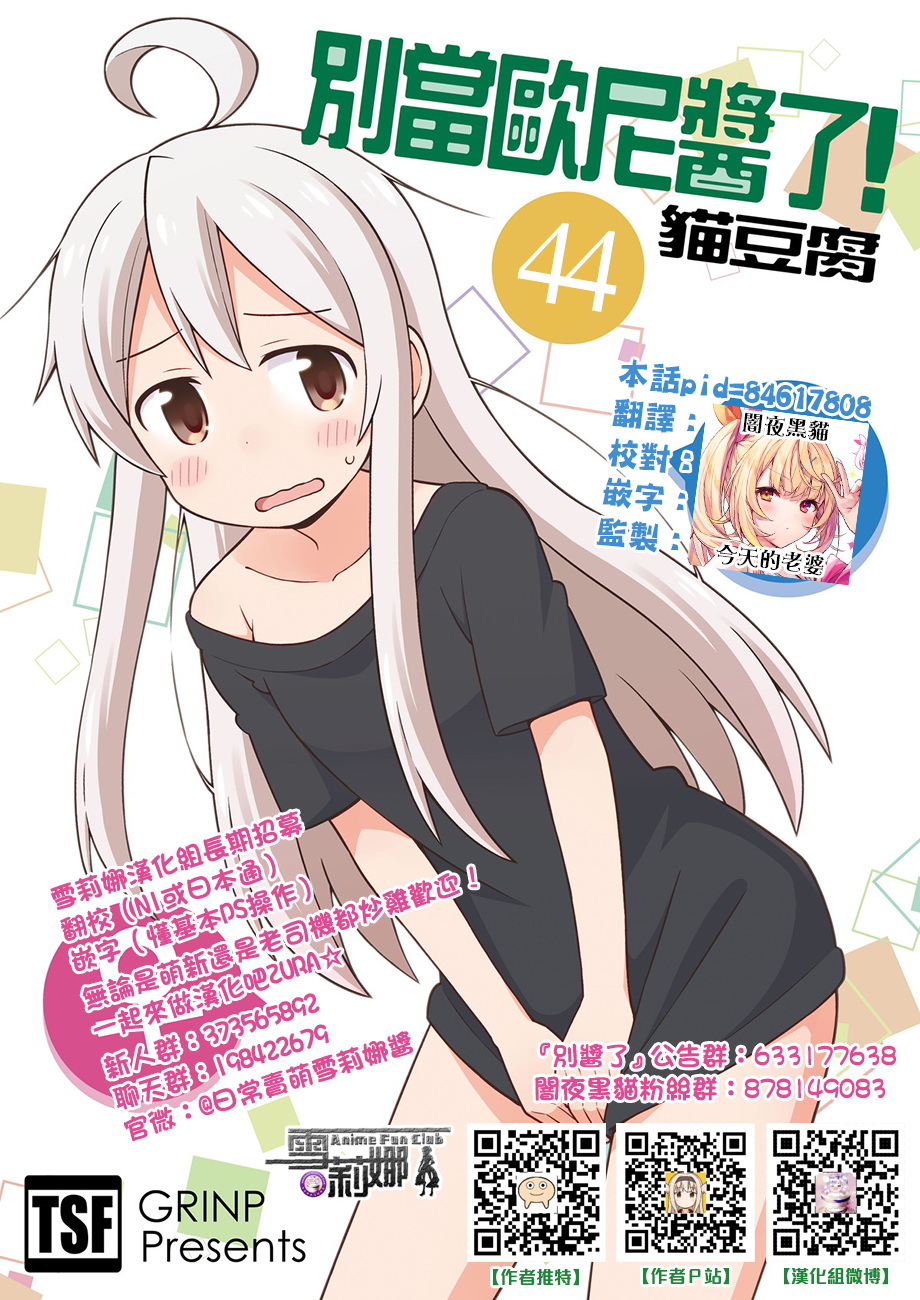 別當歐尼醬了!
44
貓豆腐
本話pid=84617808
翻譯：
校對：
嵌字：
監製：
闇夜黑貓
今天的老婆
雪莉娜漢化組長期招募
翻校（N1或日本通）
嵌字（懂基本PS操作）
無論是萌新還是老司機都炒雞歡迎！
一起來做漢化吧ZURA☆
新人群：373565892
聊天群：198422679
官微：@日常賣萌雪莉娜醬
『別醬了』公告群：633177638
闇夜黑貓粉絲群：878149083
雪莉娜
Anime Fun Club
TSF
GRINP
Presents
【作者推特】
【作者P站】
【漢化組微博】